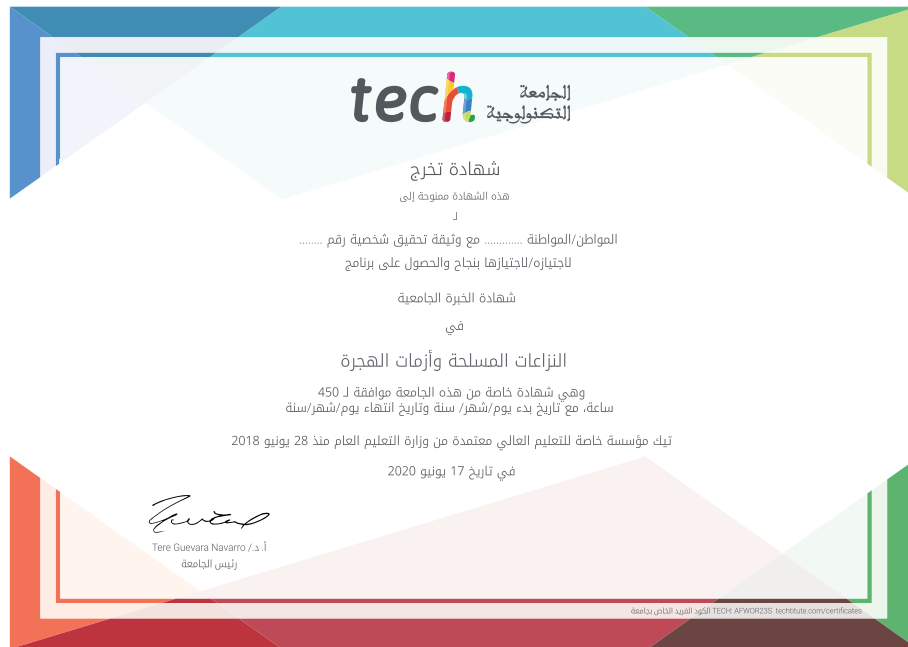 tech الجامعة
التكنولوجية
شهادة تخرج
هذه الشهادة ممنوحة إلى
لـ
المواطن/المواطنة ............ مع وثيقة تحقيق شخصية رقم ........
لاجتيازه/لاجتيازها بنجاح والحصول على برنامج
شهادة الخبرة الجامعية
في
النزاعات المسلحة وأزمات الهجرة
وهي شهادة خاصة من هذه الجامعة موافقة لـ 450
ساعة، مع تاريخ بدء يوم/شهر/ سنة وتاريخ انتهاء يوم/شهر/سنة
تيك مؤسسة خاصة للتعليم العالي معتمدة من وزارة التعليم العام منذ 28 يونيو 2018
في تاريخ 17 يونيو 2020
أ. د./ Tere Guevara Navarro
رئيس الجامعة
الكود الفريد الخاص بجامعة TECH: AFWOR23S techtitute.com/certificates